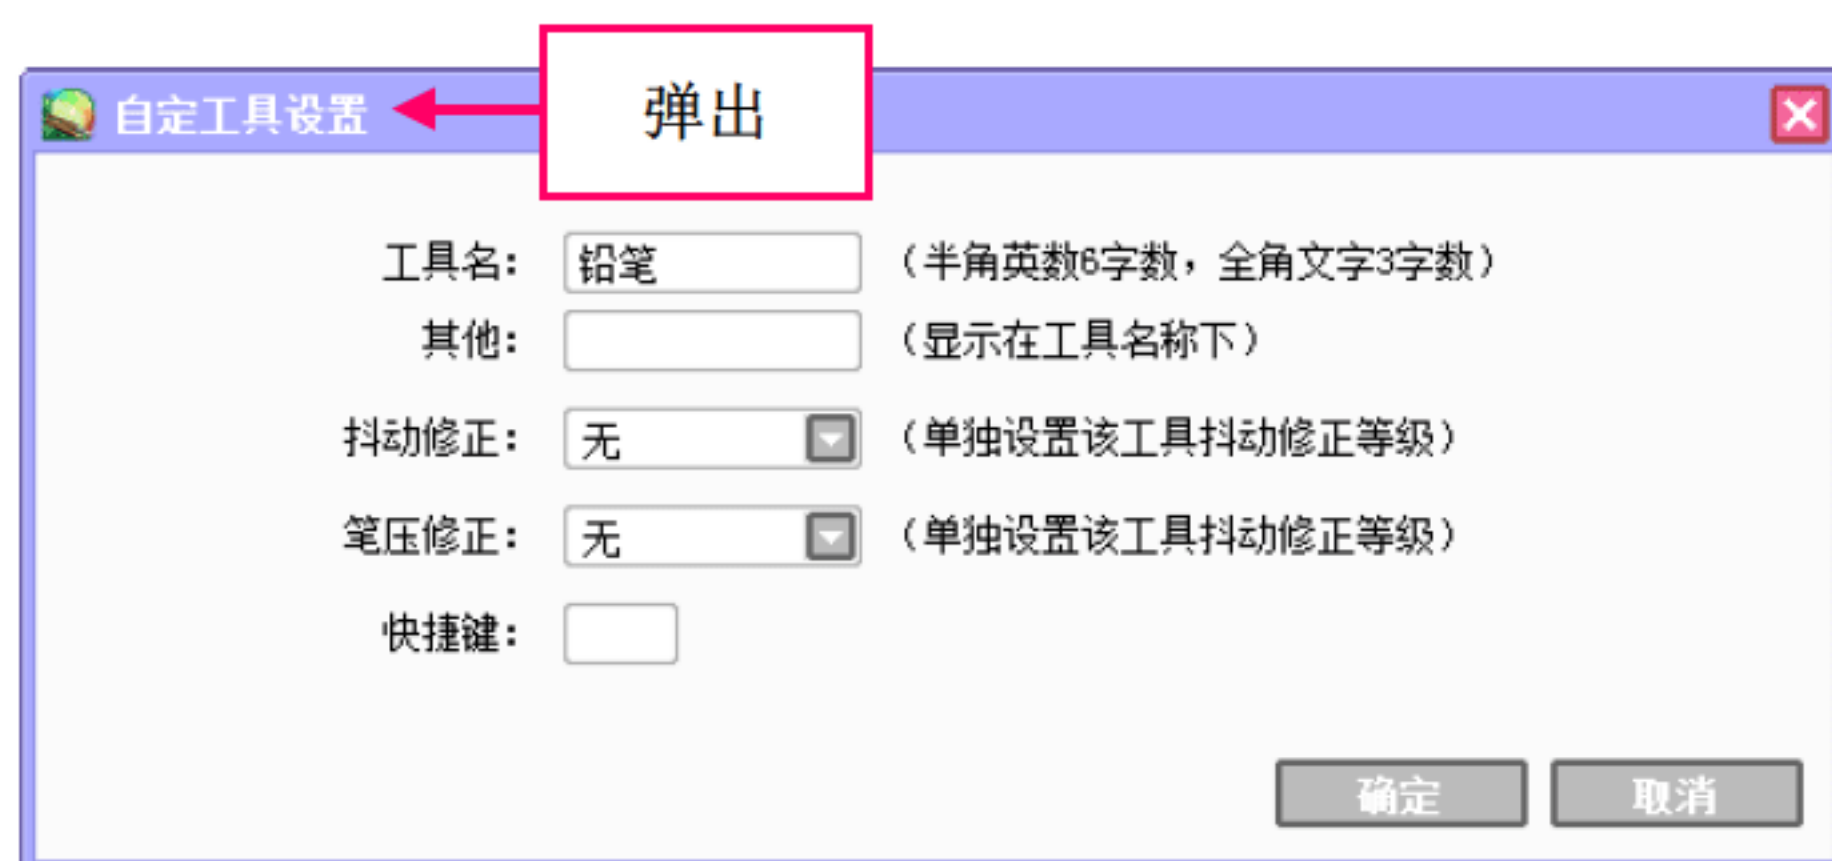 弹出
自定工具设置
工具名： 铅笔 （半角英数6字数，全角文字3字数）
其他： （显示在工具名称下）
抖动修正： 无 （单独设置该工具抖动修正等级）
笔压修正： 无 （单独设置该工具抖动修正等级）
快捷键：
确定 取消